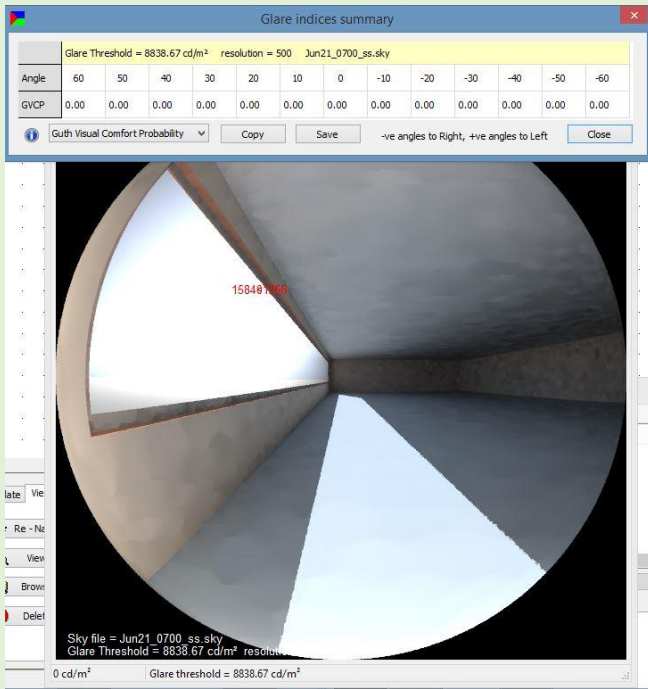 Glare indices summary
Glare Threshold = 8838.67 cd/m² resolution = 500 Jun21_0700_ss.sky
Angle 60 50 40 30 20 10 0 -10 -20 -30 -40 -50 -60
GVCP 0.00 0.00 0.00 0.00 0.00 0.00 0.00 0.00 0.00 0.00 0.00 0.00 0.00
Guth Visual Comfort Probability Copy Save -ve angles to Right, +ve angles to Left Close
Re - Na
View
Brow
Delet
Sky file = Jun21_0700_ss.sky
Glare Threshold = 8838.67 cd/m²
0 cd/m² Glare threshold = 8838.67 cd/m²